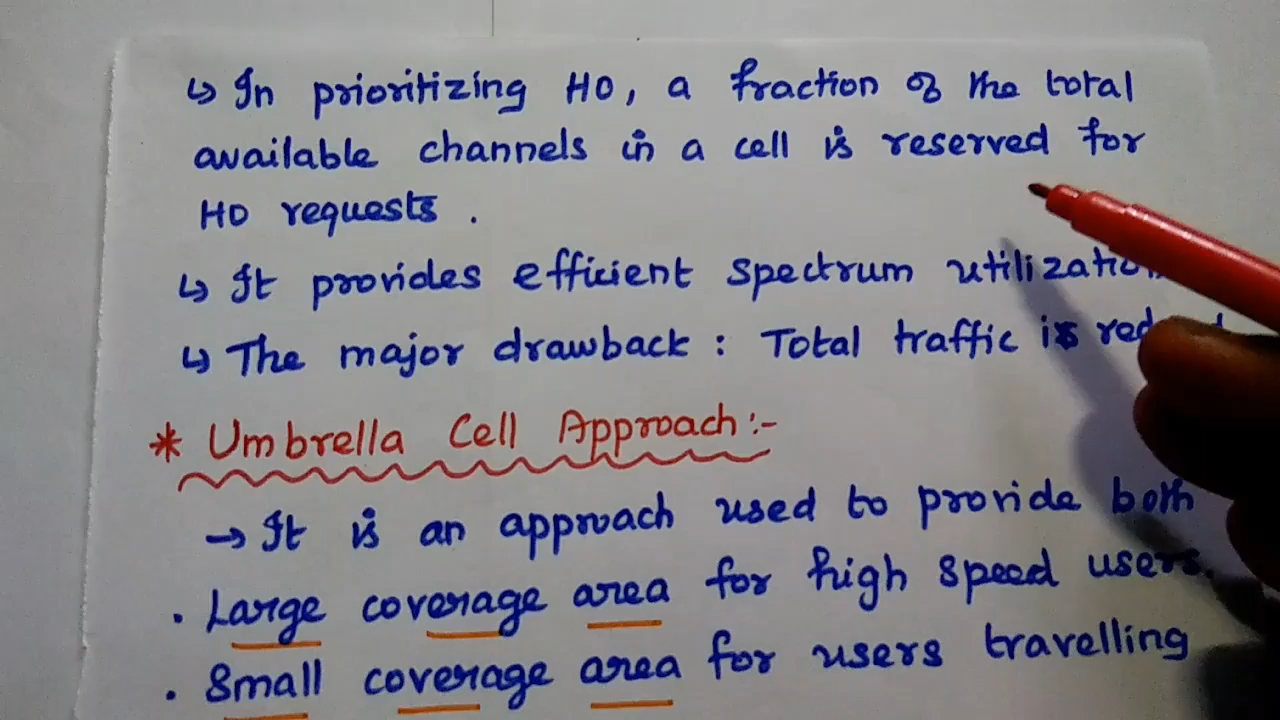 ↳ In prioritizing HO, a fraction of the total
available channels in a cell is reserved for
HO requests.
↳ It provides efficient spectrum
↳ The major drawback : Total traffic is
* Umbrella Cell Approach :-
→ It is an approach used to provide both
. Large coverage area for high speed users.
. Small coverage area for users travelling